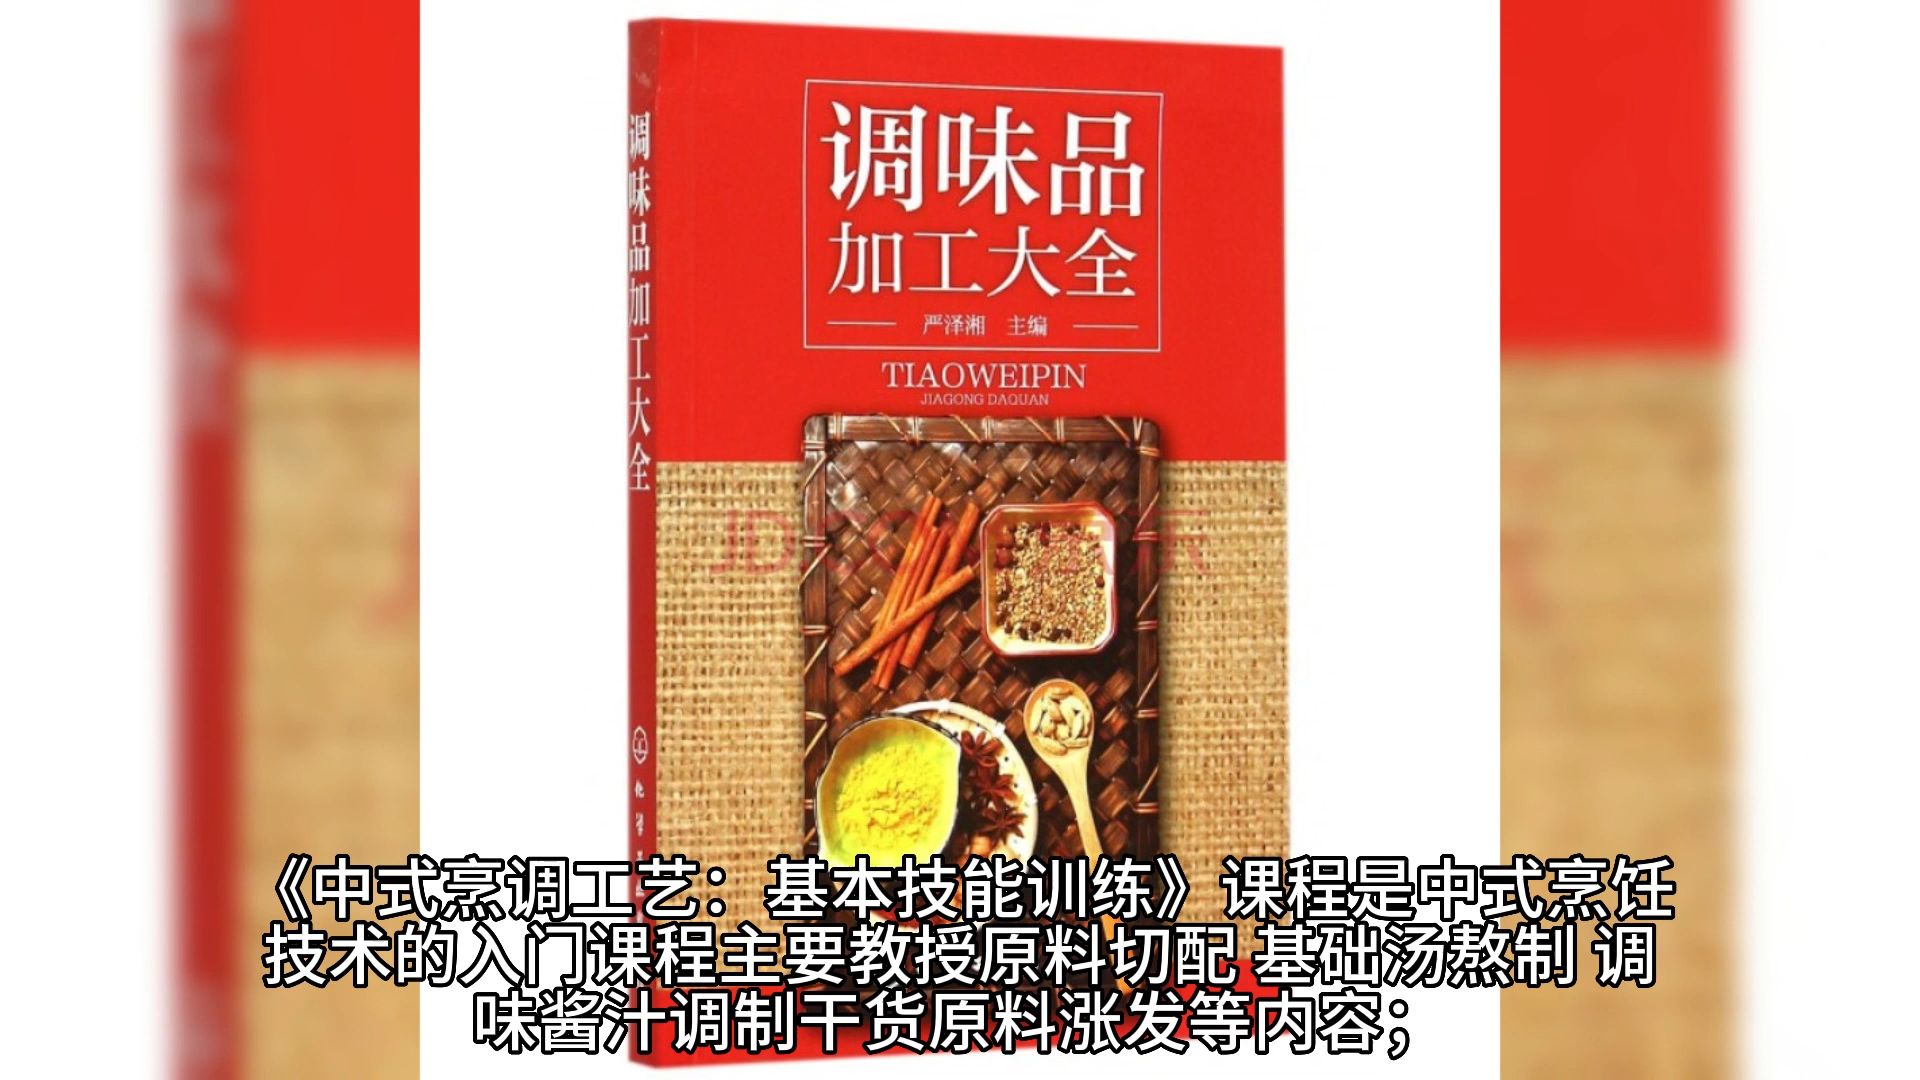 调味品
加工大全
严泽湘 主编
TIAOWEIPIN
JIAGONG DAQUAN
调味品加工大全
《中式烹调工艺：基本技能训练》课程是中式烹饪
技术的入门课程主要教授原料切配 基础汤熬制 调
味酱汁调制干货原料涨发等内容；